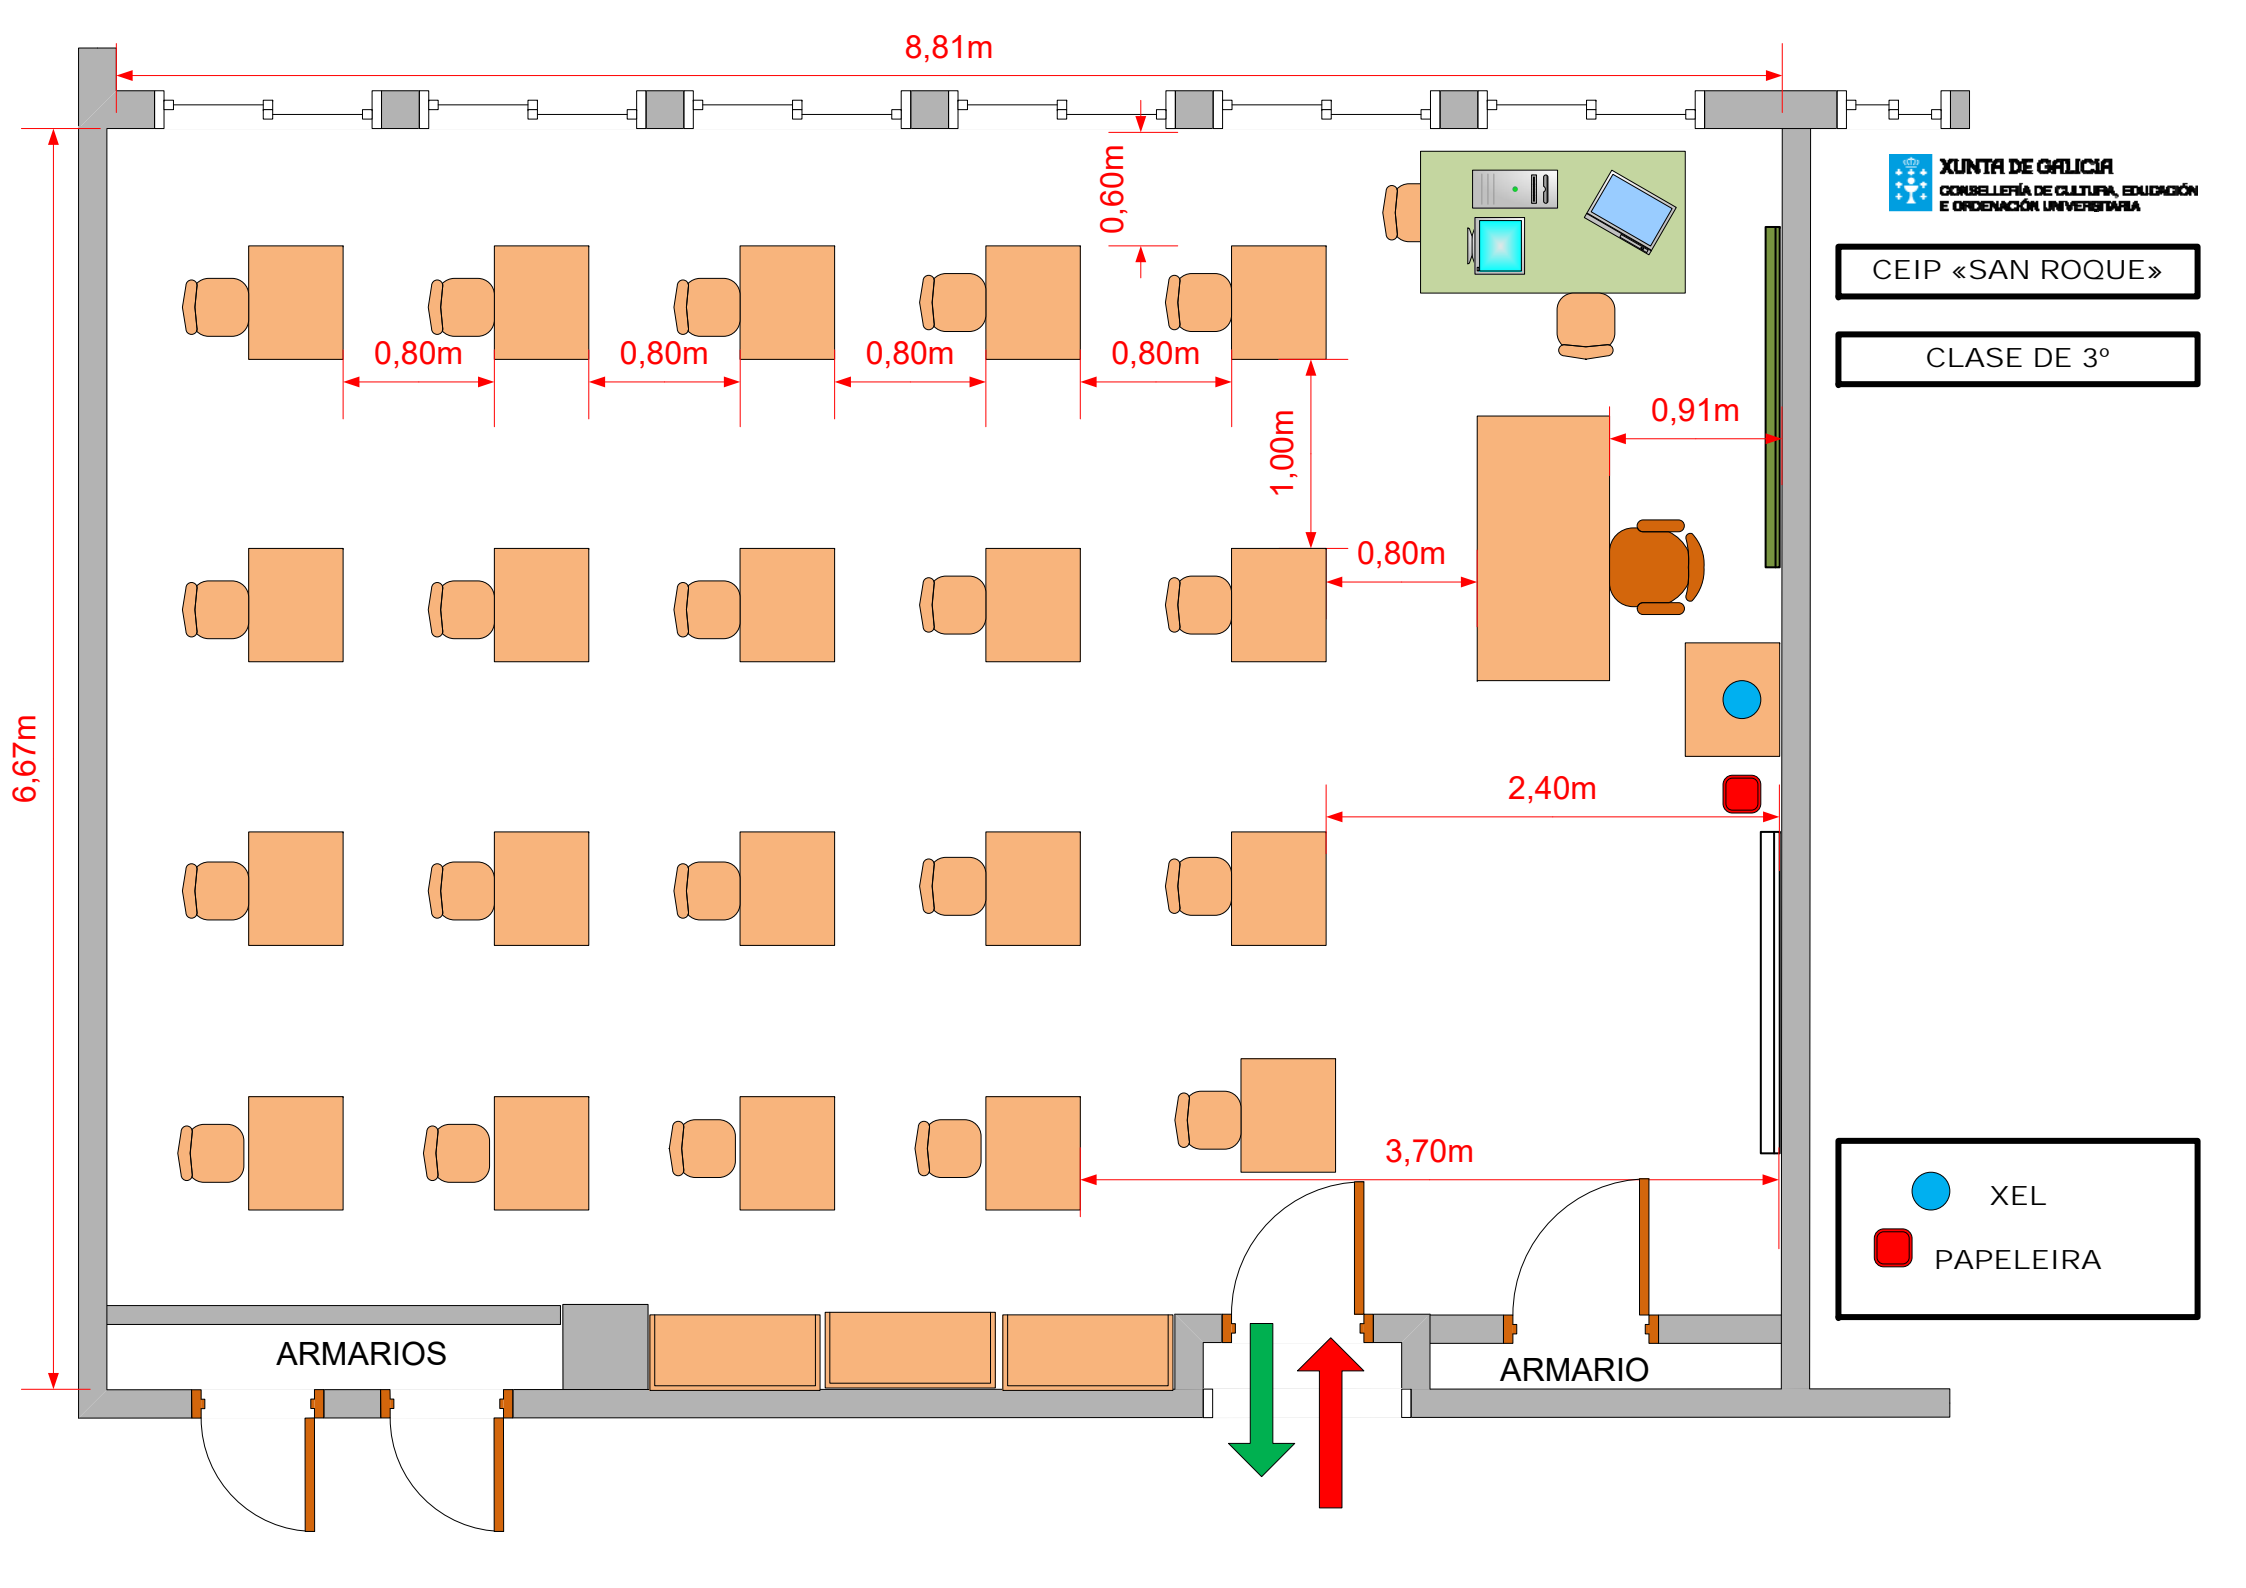 8,81m
0,60m
XUNTA DE GALICIA
CONSELLERÍA DE CULTURA, EDUCACIÓN
E ORDENACIÓN UNIVERSITARIA
CEIP «SAN ROQUE»
0,80m
0,80m
0,80m
0,80m
CLASE DE 3º
0,91m
1,00m
0,80m
6,67m
2,40m
3,70m
XEL
PAPELEIRA
ARMARIOS
ARMARIO